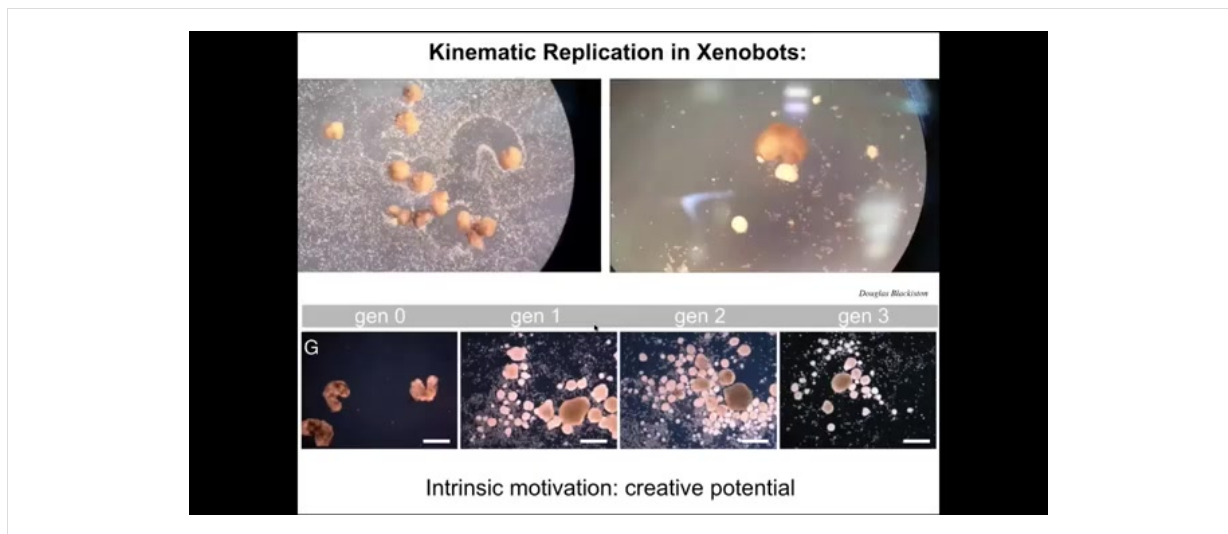 Kinematic Replication in Xenobots:
Douglas Blackiston
gen 0 gen 1 gen 2 gen 3
G
Intrinsic motivation: creative potential